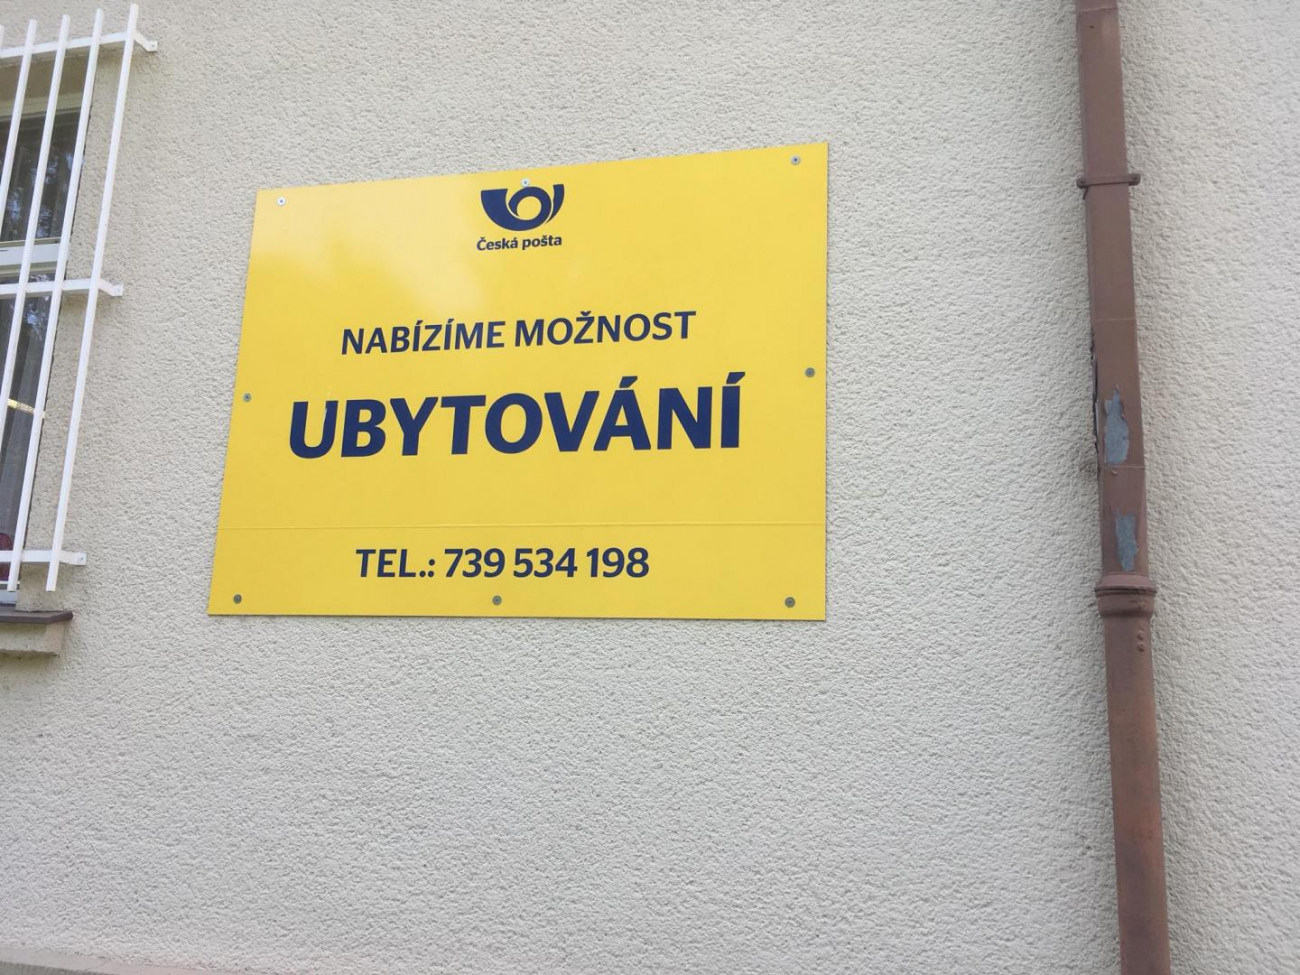 Česká pošta
NABÍZÍME MOŽNOST
UBYTOVÁNÍ
TEL.: 739 534 198